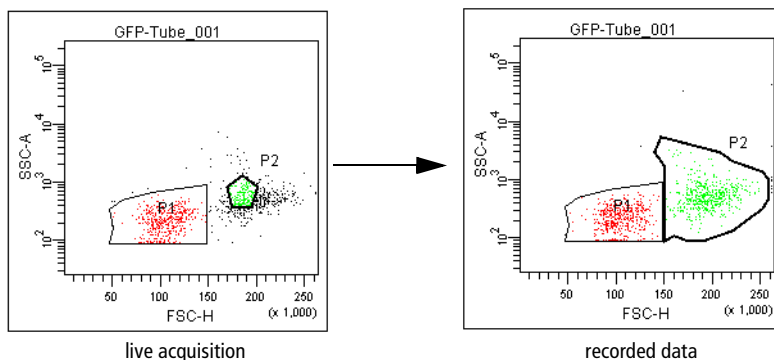 GFP-Tube_001
SSC-A
10^5
10^4
10^3
10^2
P1
P2
50 100 150 200 250
FSC-H
(x 1,000)
live acquisition
GFP-Tube_001
SSC-A
10^5
10^4
10^3
10^2
P1
P2
50 100 150 200 250
FSC-H
(x 1,000)
recorded data